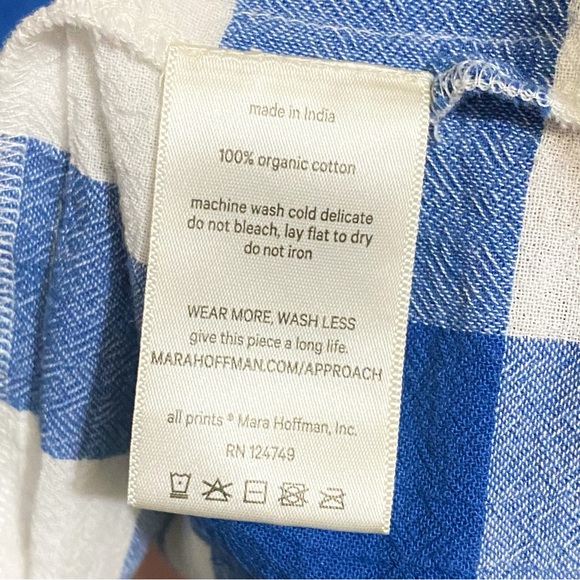 made in India
100% organic cotton
machine wash cold delicate
do not bleach, lay flat to dry
do not iron
WEAR MORE, WASH LESS
give this piece a long life.
MARAHOFFMAN.COM/APPROACH
all prints ® Mara Hoffman, Inc.
RN 124749